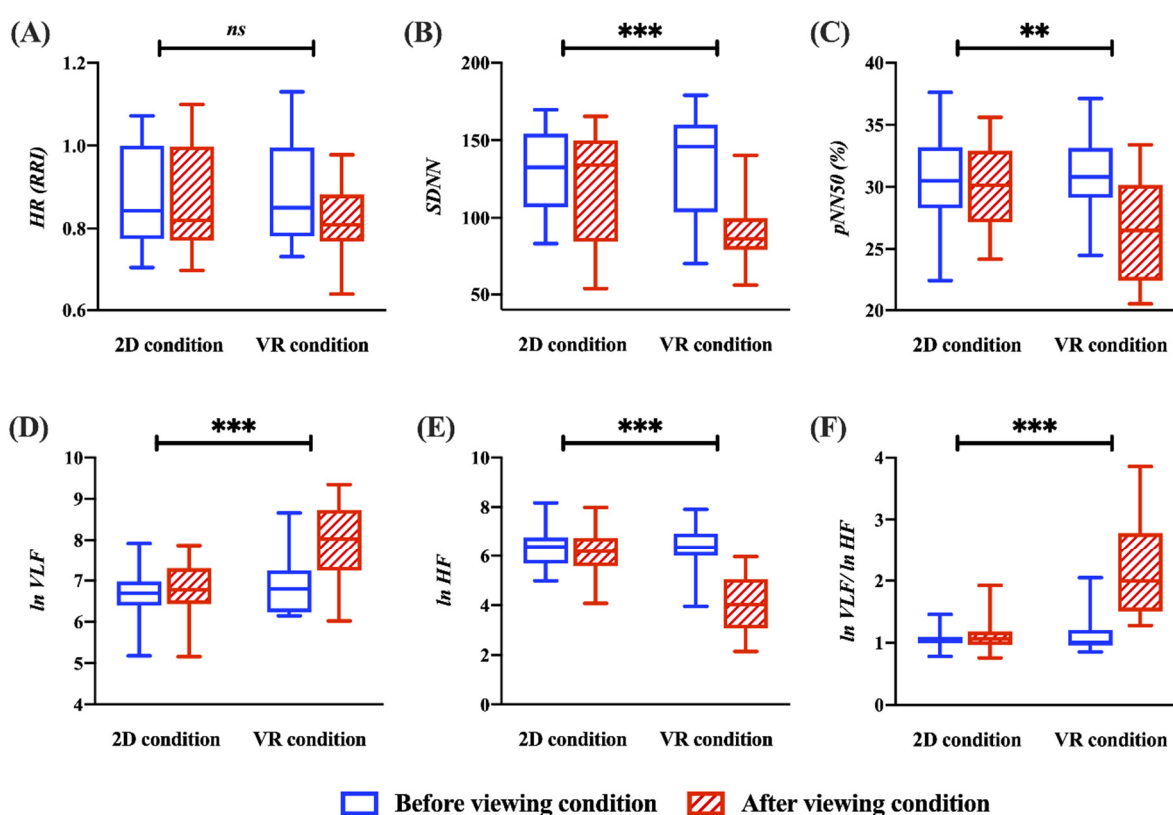 (A)
ns
HR (RRI)
1.2
1.0
0.8
0.6
2D condition VR condition
(B)
***
SDNN
200
150
100
50
2D condition VR condition
(C)
**
pNN50 (%)
40
35
30
25
20
2D condition VR condition
(D)
***
ln VLF
10
9
8
7
6
5
4
2D condition VR condition
(E)
***
ln HF
10
8
6
4
2
0
2D condition VR condition
(F)
***
ln VLF/ ln HF
4
3
2
1
0
2D condition VR condition
Before viewing condition After viewing condition